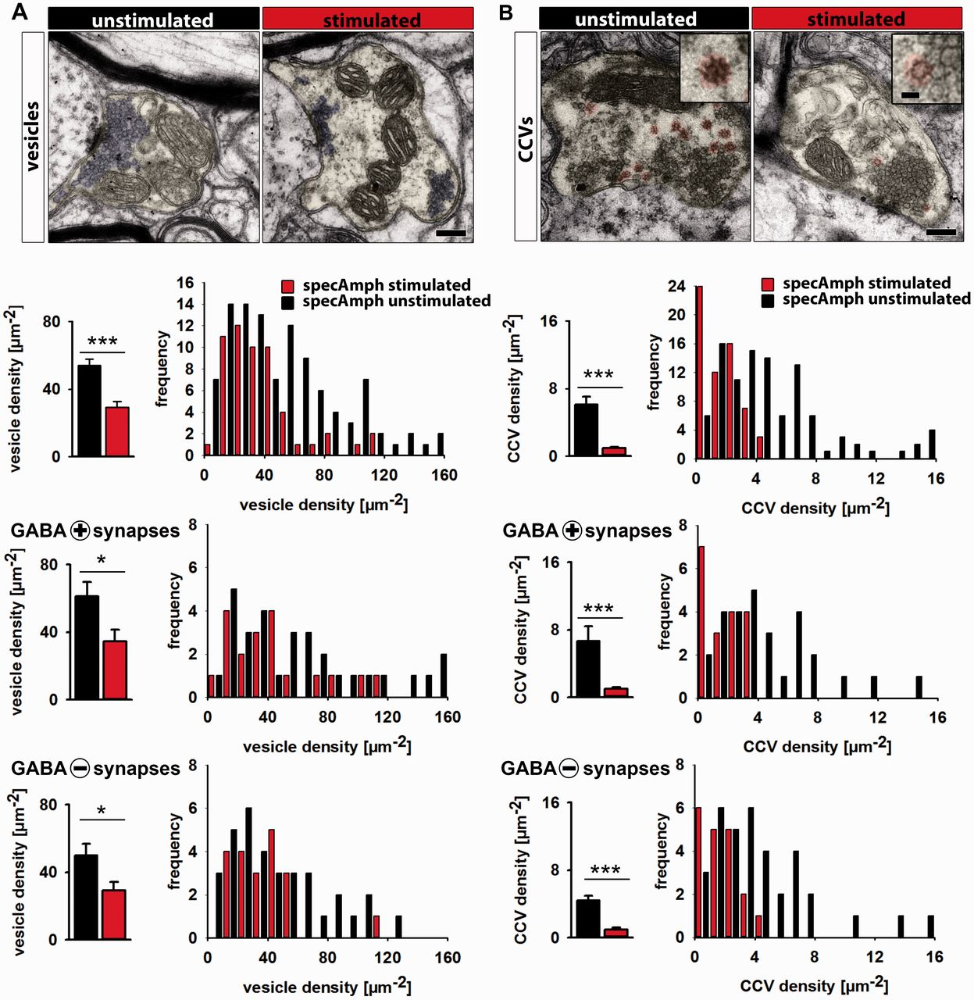 A
unstimulated
stimulated
vesicles
B
unstimulated
stimulated
CCVs
vesicle density [µm-2]
80
40
0
***
frequency
16
14
12
10
8
6
4
2
0
specAmph stimulated
specAmph unstimulated
0 40 80 120 160
vesicle density [µm-2]
CCV density [µm-2]
16
8
0
***
frequency
24
20
16
12
8
4
0
specAmph stimulated
specAmph unstimulated
0 4 8 12 16
CCV density [µm-2]
GABA + synapses
vesicle density [µm-2]
80
40
0
*
frequency
8
6
4
2
0
0 40 80 120 160
vesicle density [µm-2]
GABA + synapses
CCV density [µm-2]
16
8
0
***
frequency
8
6
4
2
0
0 4 8 12 16
CCV density [µm-2]
GABA − synapses
vesicle density [µm-2]
80
40
0
*
frequency
8
6
4
2
0
0 40 80 120 160
vesicle density [µm-2]
GABA − synapses
CCV density [µm-2]
16
8
0
***
frequency
8
6
4
2
0
0 4 8 12 16
CCV density [µm-2]